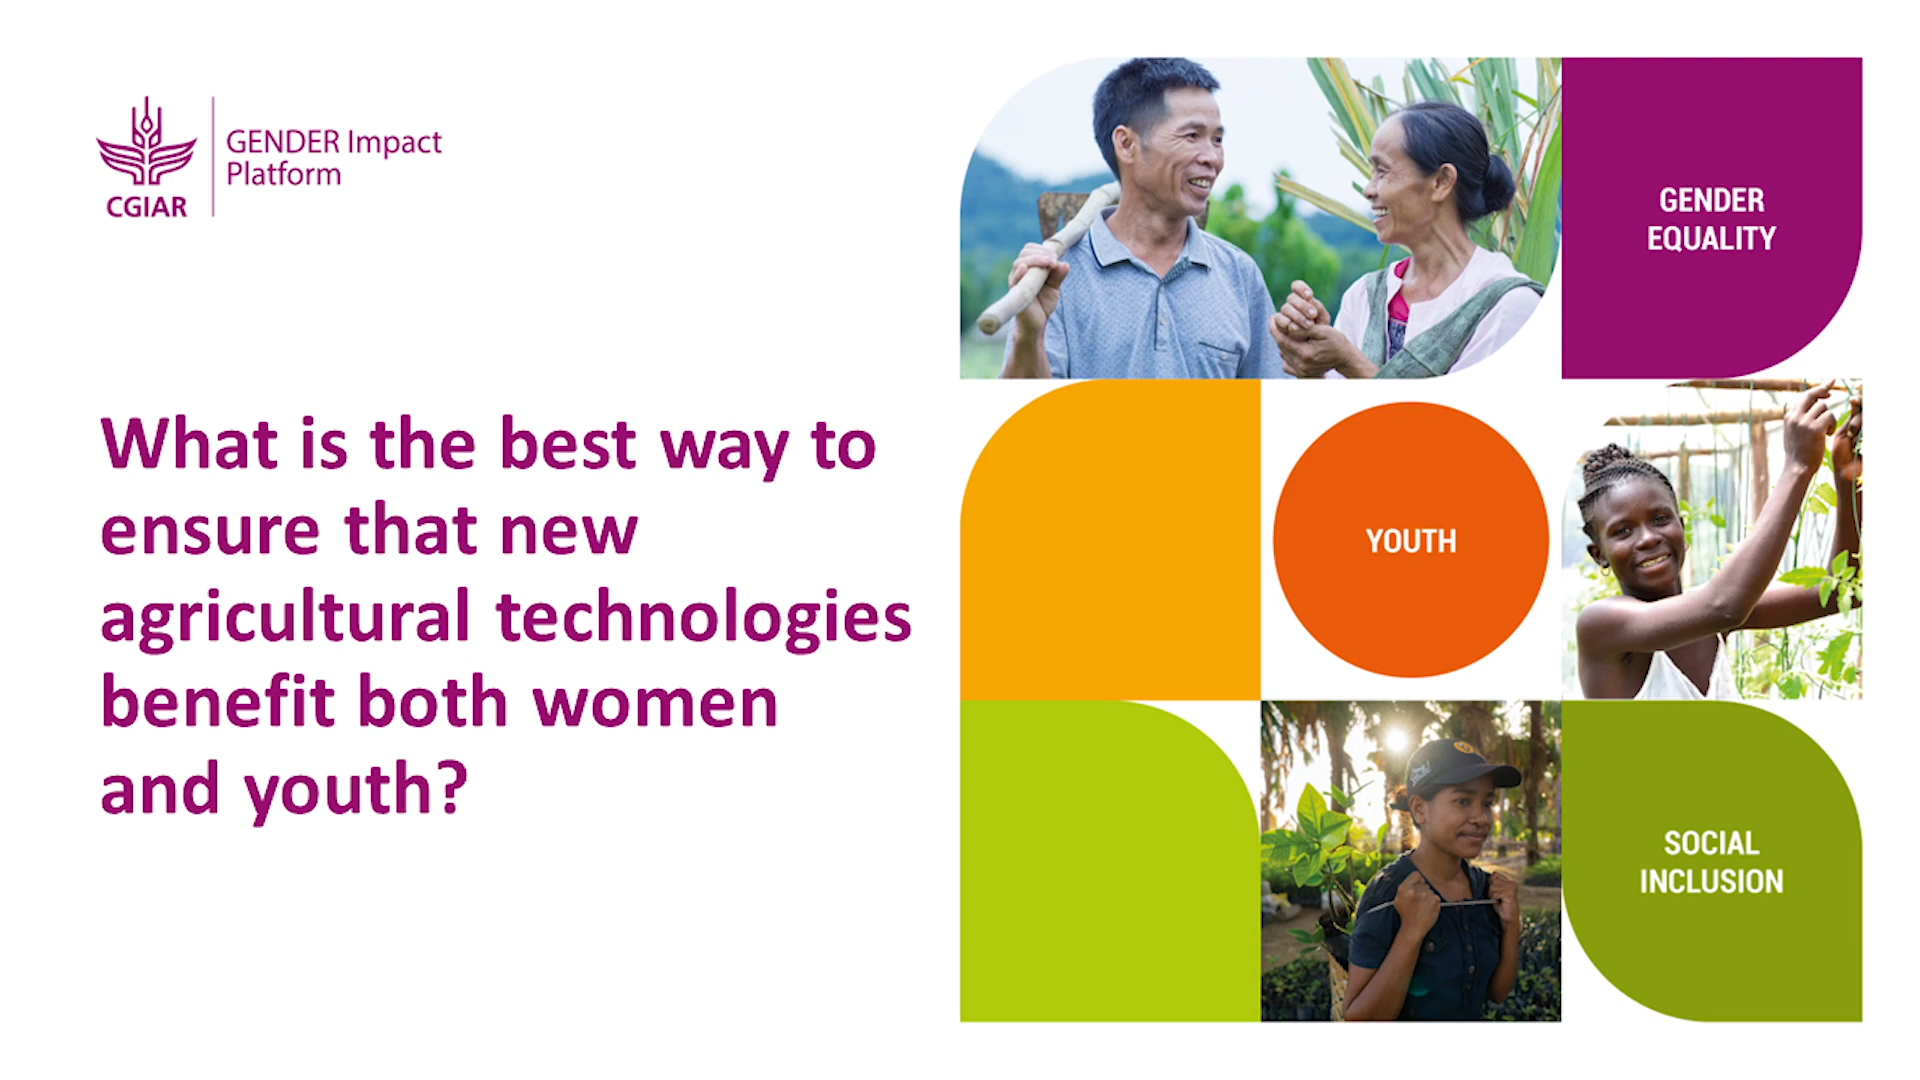 GENDER Impact
Platform
CGIAR
What is the best way to
ensure that new
agricultural technologies
benefit both women
and youth?
GENDER
EQUALITY
YOUTH
SOCIAL
INCLUSION